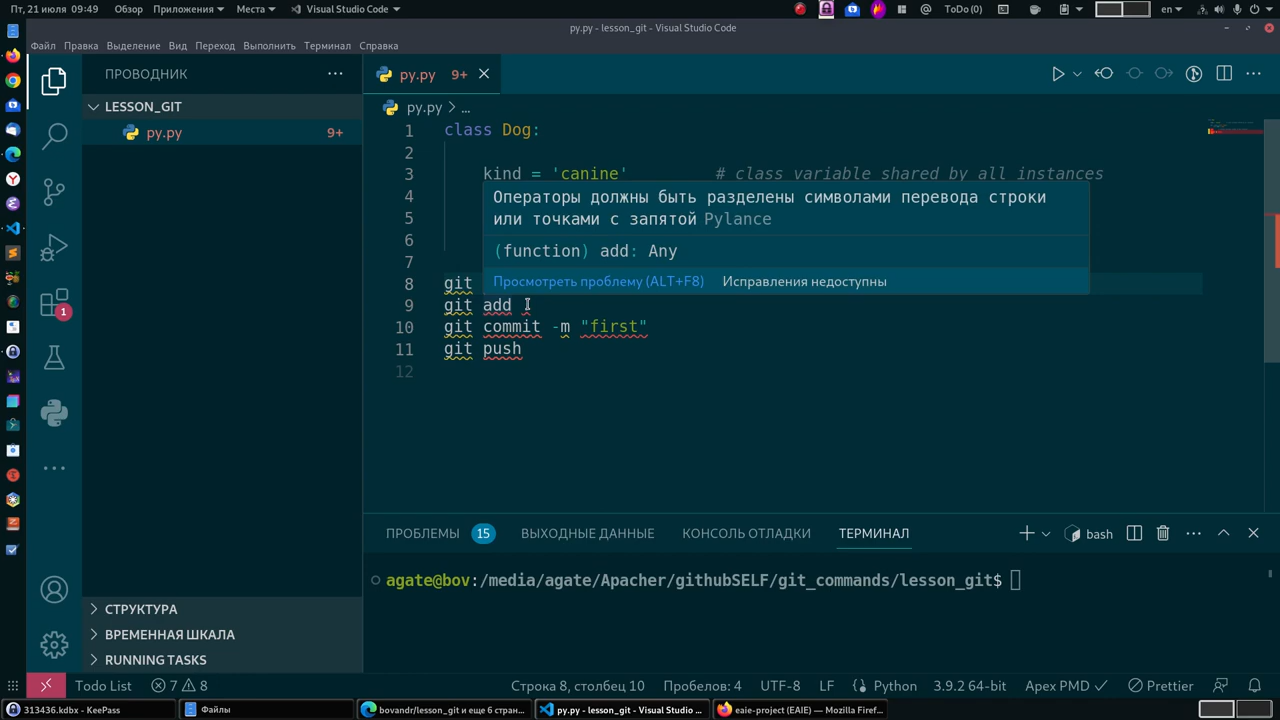 Пт, 21 июля 09:49 Обзор Приложения Места Visual Studio Code ToDo(0) en
py.py - lesson_git - Visual Studio Code
Файл Правка Выделение Вид Переход Выполнить Терминал Справка
ПРОВОДНИК
py.py 9+
LESSON_GIT
py.py 9+
py.py > ...
1 class Dog:
2
3 kind = 'canine' # class variable shared by all instances
4
5
6
7
Операторы должны быть разделены символами перевода строки
или точками с запятой Pylance
(function) add: Any
Просмотреть проблему (ALT+F8) Исправления недоступны
8 git
9 git add
10 git commit -m "first"
11 git push
12
1
ПРОБЛЕМЫ 15 ВЫХОДНЫЕ ДАННЫЕ КОНСОЛЬ ОТЛАДКИ ТЕРМИНАЛ bash
agate@bov:/media/agate/Apacher/githubSELF/git_commands/lesson_git$
СТРУКТУРА
ВРЕМЕННАЯ ШКАЛА
RUNNING TASKS
Todo List 7 8 Строка 8, столбец 10 Пробелов: 4 UTF-8 LF Python 3.9.2 64-bit Apex PMD Prettier
313436.kdbx - KeePass Файлы bovandr/lesson_git и еще 6 стран... py.py - lesson_git - Visual Studio ... eaie-project (EAIE) — Mozilla Firef...